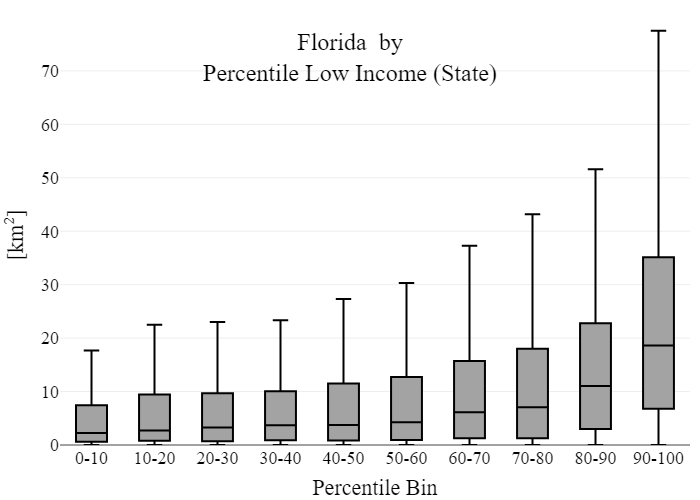 Florida by
Percentile Low Income (State)
70
60
50
40
30
20
10
0
[km²]
0-10 10-20 20-30 30-40 40-50 50-60 60-70 70-80 80-90 90-100
Percentile Bin